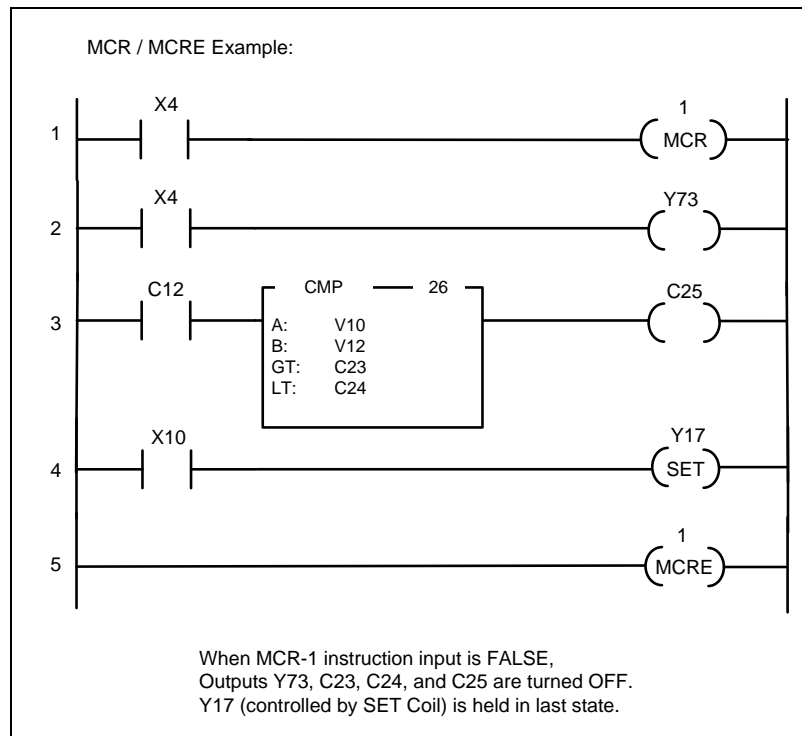 MCR / MCRE Example:
X4 1
1 MCR
X4 Y73
2
C12 CMP 26 C25
3
A: V10
B: V12
GT: C23
LT: C24
X10 Y17
4 SET
1
5 MCRE
When MCR-1 instruction input is FALSE,
Outputs Y73, C23, C24, and C25 are turned OFF.
Y17 (controlled by SET Coil) is held in last state.